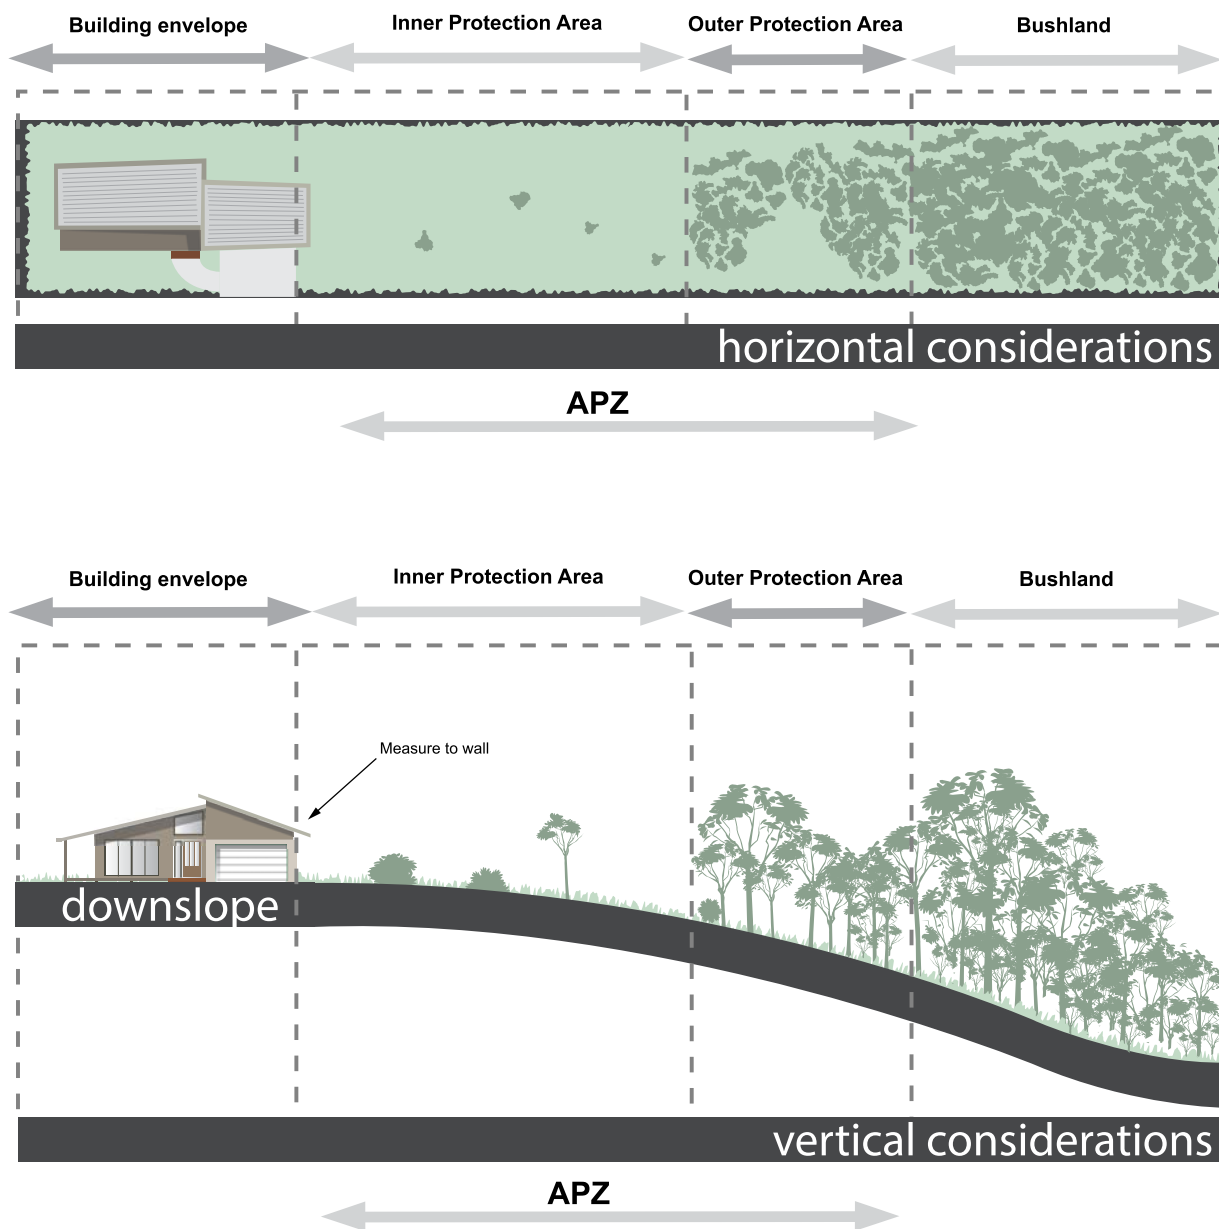 Building envelope
Inner Protection Area
Outer Protection Area
Bushland
horizontal considerations
APZ
Building envelope
Inner Protection Area
Outer Protection Area
Bushland
Measure to wall
downslope
vertical considerations
APZ